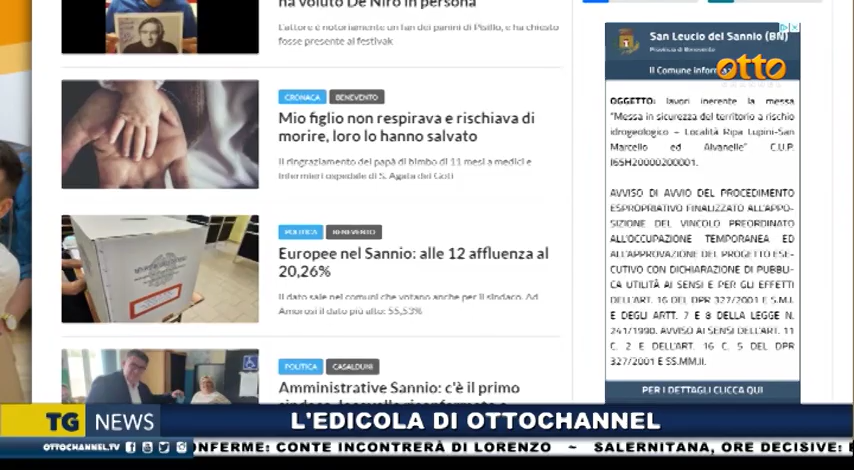 ha voluto De Niro in persona
L'attore è notoriamente un fan dei panini di Pisillo, e ha chiesto
fosse presente al festivak
CRONACA BENEVENTO
Mio figlio non respirava e rischiava di
morire, loro lo hanno salvato
Il ringraziamento del papà di bimbo di 11 mesi a medici e
infermieri ospedale di S. Agata dei Goti
POLITICA BENEVENTO
Europee nel Sannio: alle 12 affluenza al
20,26%
Il dato sale nei comuni che votano anche per il sindaco. Ad
Amorosi il dato più alto: 55,53%
POLITICA CASALDUNI
Amministrative Sannio: c'è il primo
San Leucio del Sannio (BN)
Provincia di Benevento
Il Comune informa
otto
CHANNEL
OGGETTO: lavori inerente la messa
"Messa in sicurezza del territorio a rischio
idrogeologico – Località Ripa Lupini-San
Marcello ed Alvanelle" C.U.P.
I65H20000200001.
AVVISO DI AVVIO DEL PROCEDIMENTO
ESPROPRIATIVO FINALIZZATO ALL'APPO-
SIZIONE DEL VINCOLO PREORDINATO
ALL'OCCUPAZIONE TEMPORANEA ED
ALL'APPROVAZIONE DEL PROGETTO ESE-
CUTIVO CON DICHIARAZIONE DI PUBBLI-
CA UTILITÀ AI SENSI E PER GLI EFFETTI
DELL'ART. 16 DEL DPR 327/2001 E S.M.I.
E DEGLI ARTT. 7 E 8 DELLA LEGGE N.
241/1990. AVVISO AI SENSI DELL'ART. 11
C. 2 E DELL'ART. 16 C. 5 DEL DPR
327/2001 E SS.MM.II.
PER I DETTAGLI CLICCA QUI
TG NEWS
L'EDICOLA DI OTTOCHANNEL
OTTOCHANNEL.TV
ONFERME: CONTE INCONTRERÀ DI LORENZO ~ SALERNITANA, ORE DECISIVE: